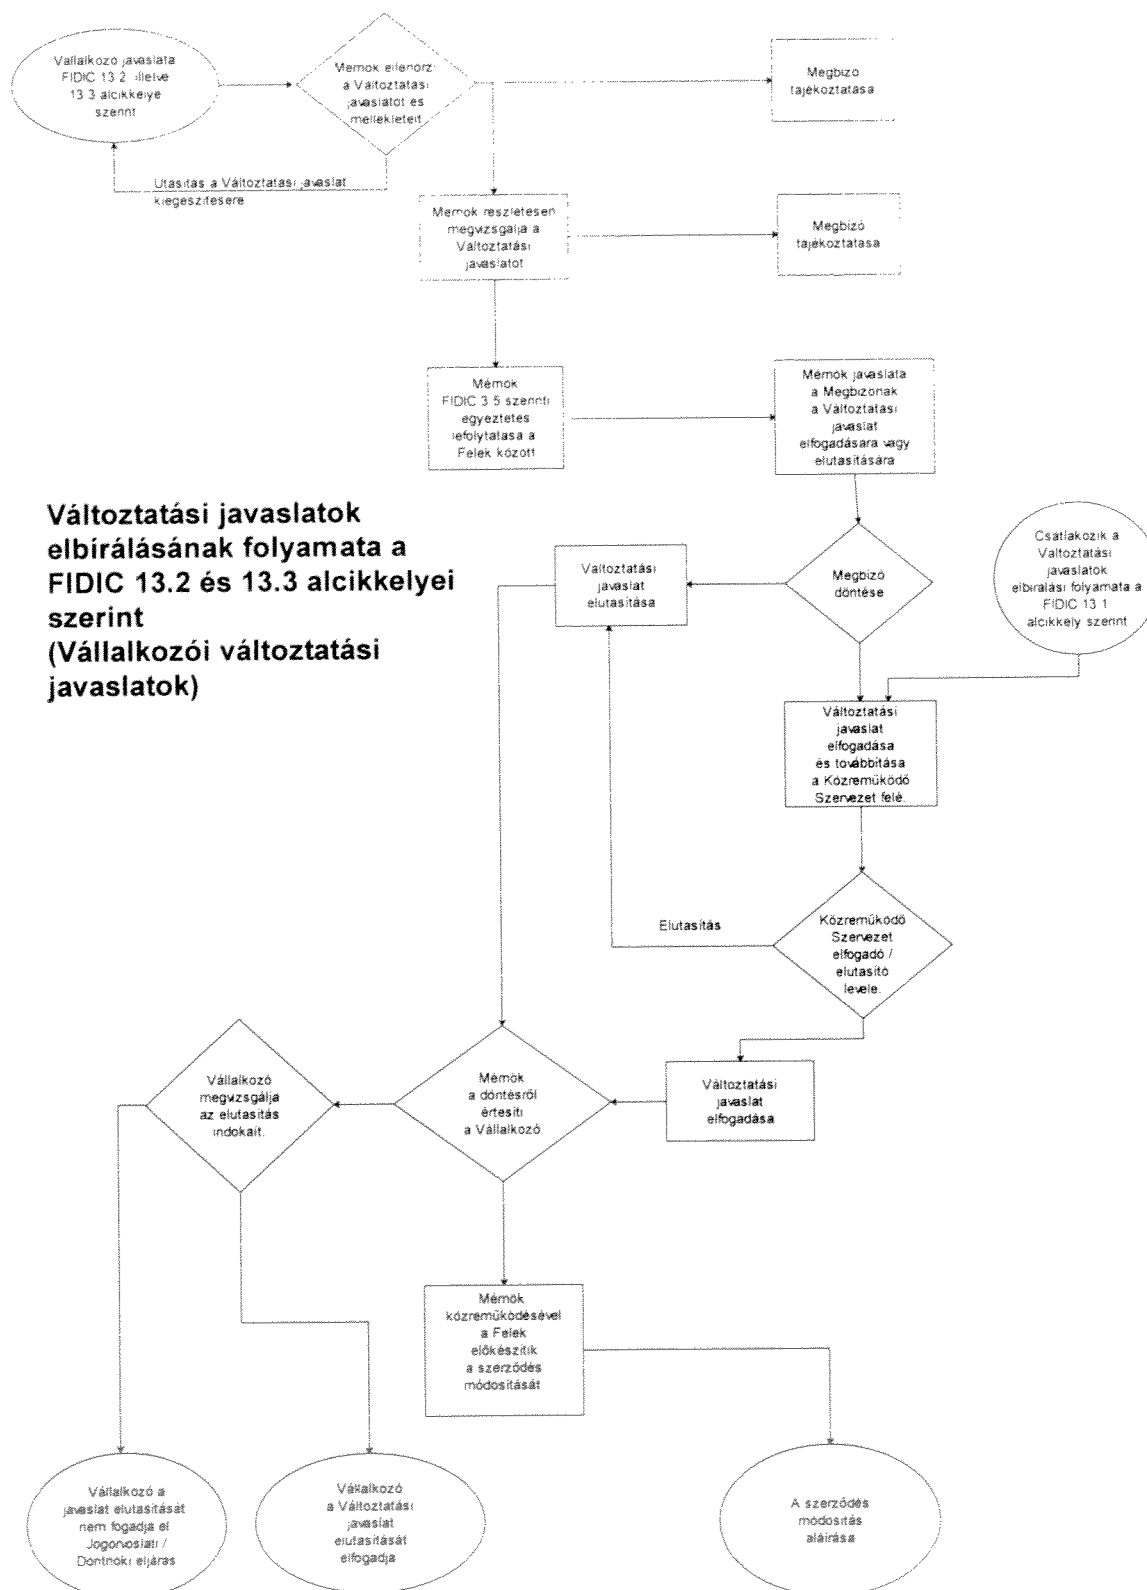 Vállalkozó javaslata
FIDIC 13.2 illetve
13.3 alcikkelye
szerint
Mérnök ellenőrzi
a Változtatási
javaslatot és
mellékleteit
Megbízó
tájékoztatása
Utasítás a Változtatási javaslat
kiegészítésére
Mérnök részletesen
megvizsgálja a
Változtatási
javaslatot
Megbízó
tájékoztatása
Mérnök
FIDIC 3.5 szerinti
egyeztetés
lefolytatása a
Felek között
Mérnök javaslata
a Megbízónak
a Változtatási
javaslat
elfogadására vagy
elutasítására
Változtatási javaslatok
elbírálásának folyamata a
FIDIC 13.2 és 13.3 alcikkelyei
szerint
(Vállalkozói változtatási
javaslatok)
Változtatási
javaslat
elutasítása
Megbízó
döntése
Csatlakozik a
Változtatási
javaslatok
elbírálási folyamata a
FIDIC 13.1
alcikkely szerint
Változtatási
javaslat
elfogadása
és továbbítása
a Közreműködő
Szervezet felé.
Elutasítás
Közreműködő
Szervezet
elfogadó /
elutasító
levele.
Vállalkozó
megvizsgálja
az elutasítás
indokait.
Mérnök
a döntésről
értesíti
a Vállalkozó
Változtatási
javaslat
elfogadása
Mérnök
közreműködésével
a Felek
előkészítik
a szerződés
módosítását
Vállalkozó a
javaslat elutasítását
nem fogadja el
Jogorvoslati /
Döntnöki eljárás
Vállalkozó
a Változtatási
javaslat
elutasítását
elfogadja
A szerződés
módosítás
aláírása